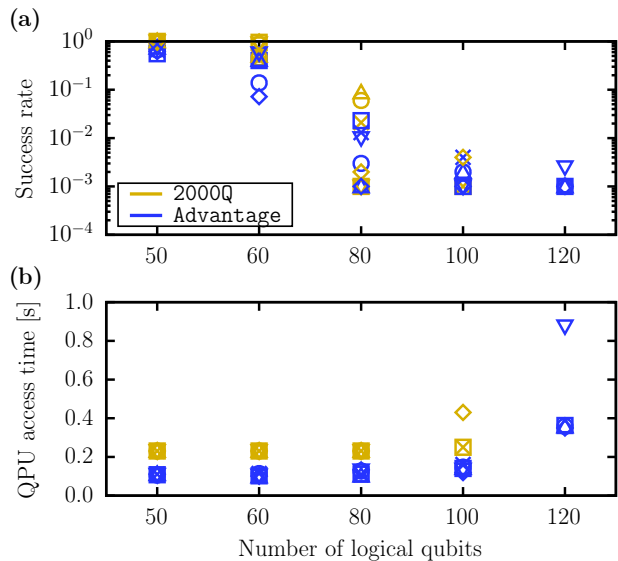 (a)
Success rate
10^0
10^-1
10^-2
10^-3
10^-4
2000Q
Advantage
50 60 80 100 120
(b)
QPU access time [s]
1.0
0.8
0.6
0.4
0.2
0.0
50 60 80 100 120
Number of logical qubits